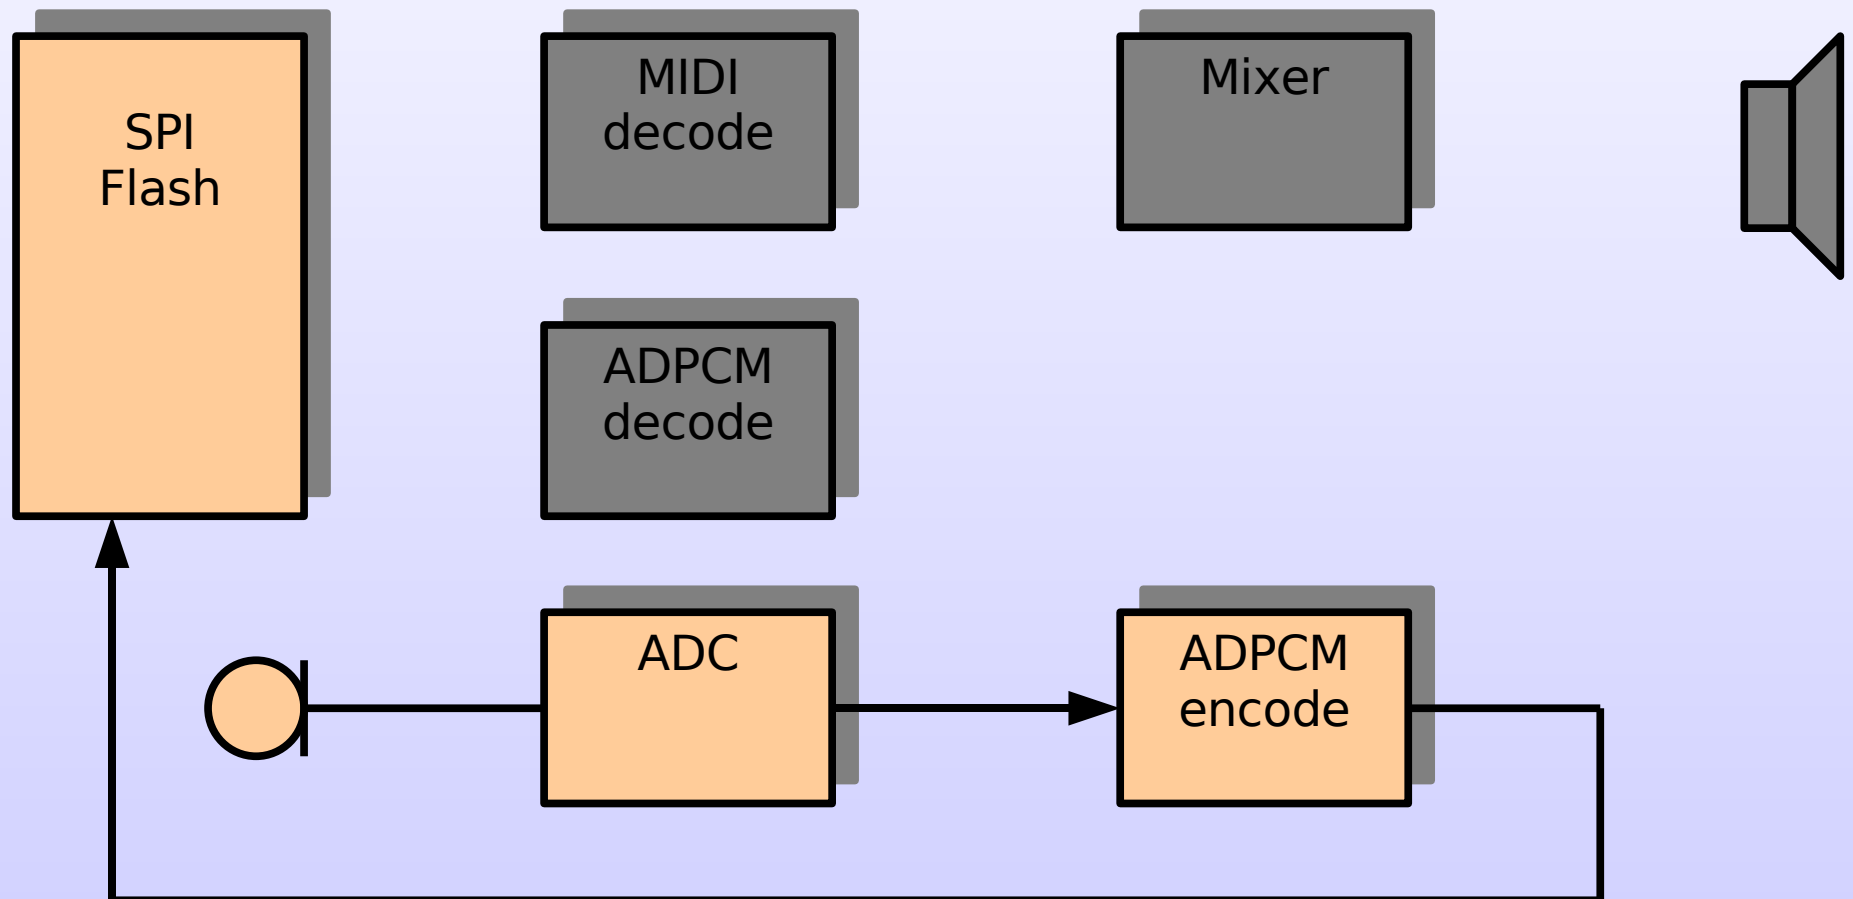 SPI
Flash
MIDI
decode
Mixer
ADPCM
decode
ADC
ADPCM
encode